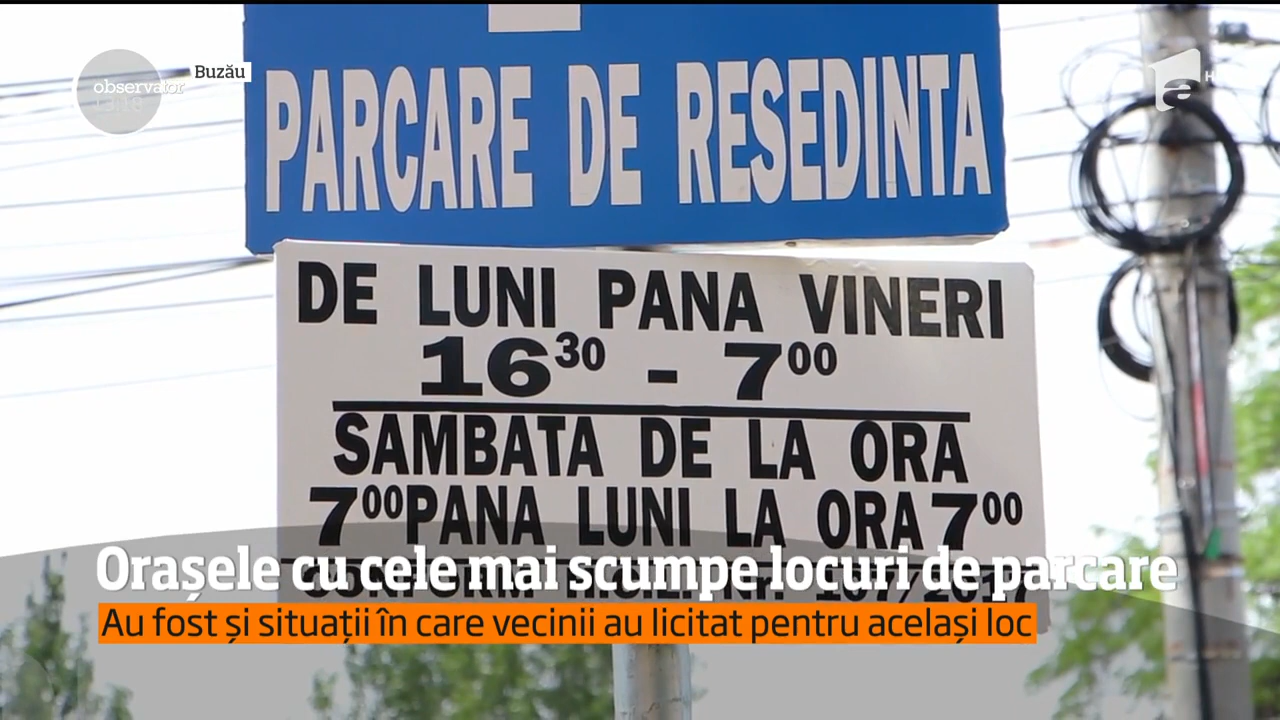 Buzău
observator
PARCARE DE RESEDINTA
DE LUNI PANA VINERI
16³⁰ - 7⁰⁰
SAMBATA DE LA ORA
7⁰⁰ PANA LUNI LA ORA 7⁰⁰
Orașele cu cele mai scumpe locuri de parcare
Au fost și situații în care vecinii au licitat pentru același loc